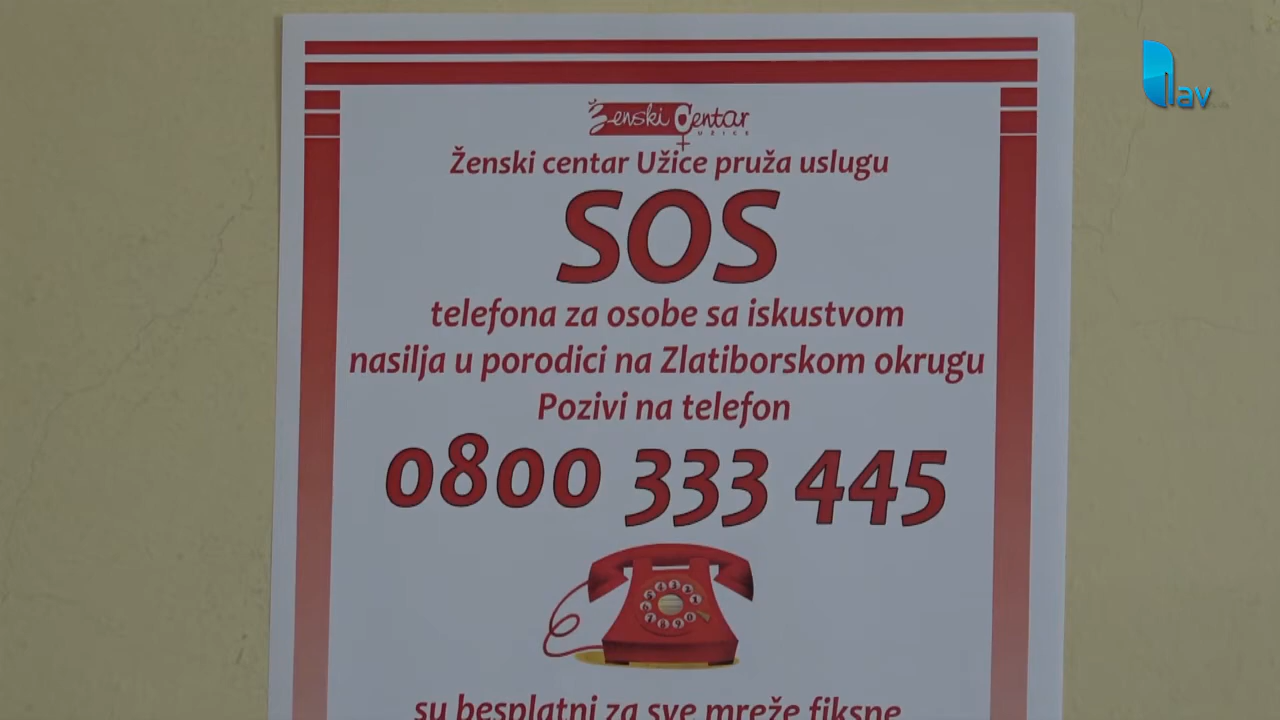 Ženski Centar
UŽICE
Ženski centar Užice pruža uslugu
SOS
telefona za osobe sa iskustvom
nasilja u porodici na Zlatiborskom okrugu
Pozivi na telefon
0800 333 445
su besplatni za sve mreže fiksne
lav